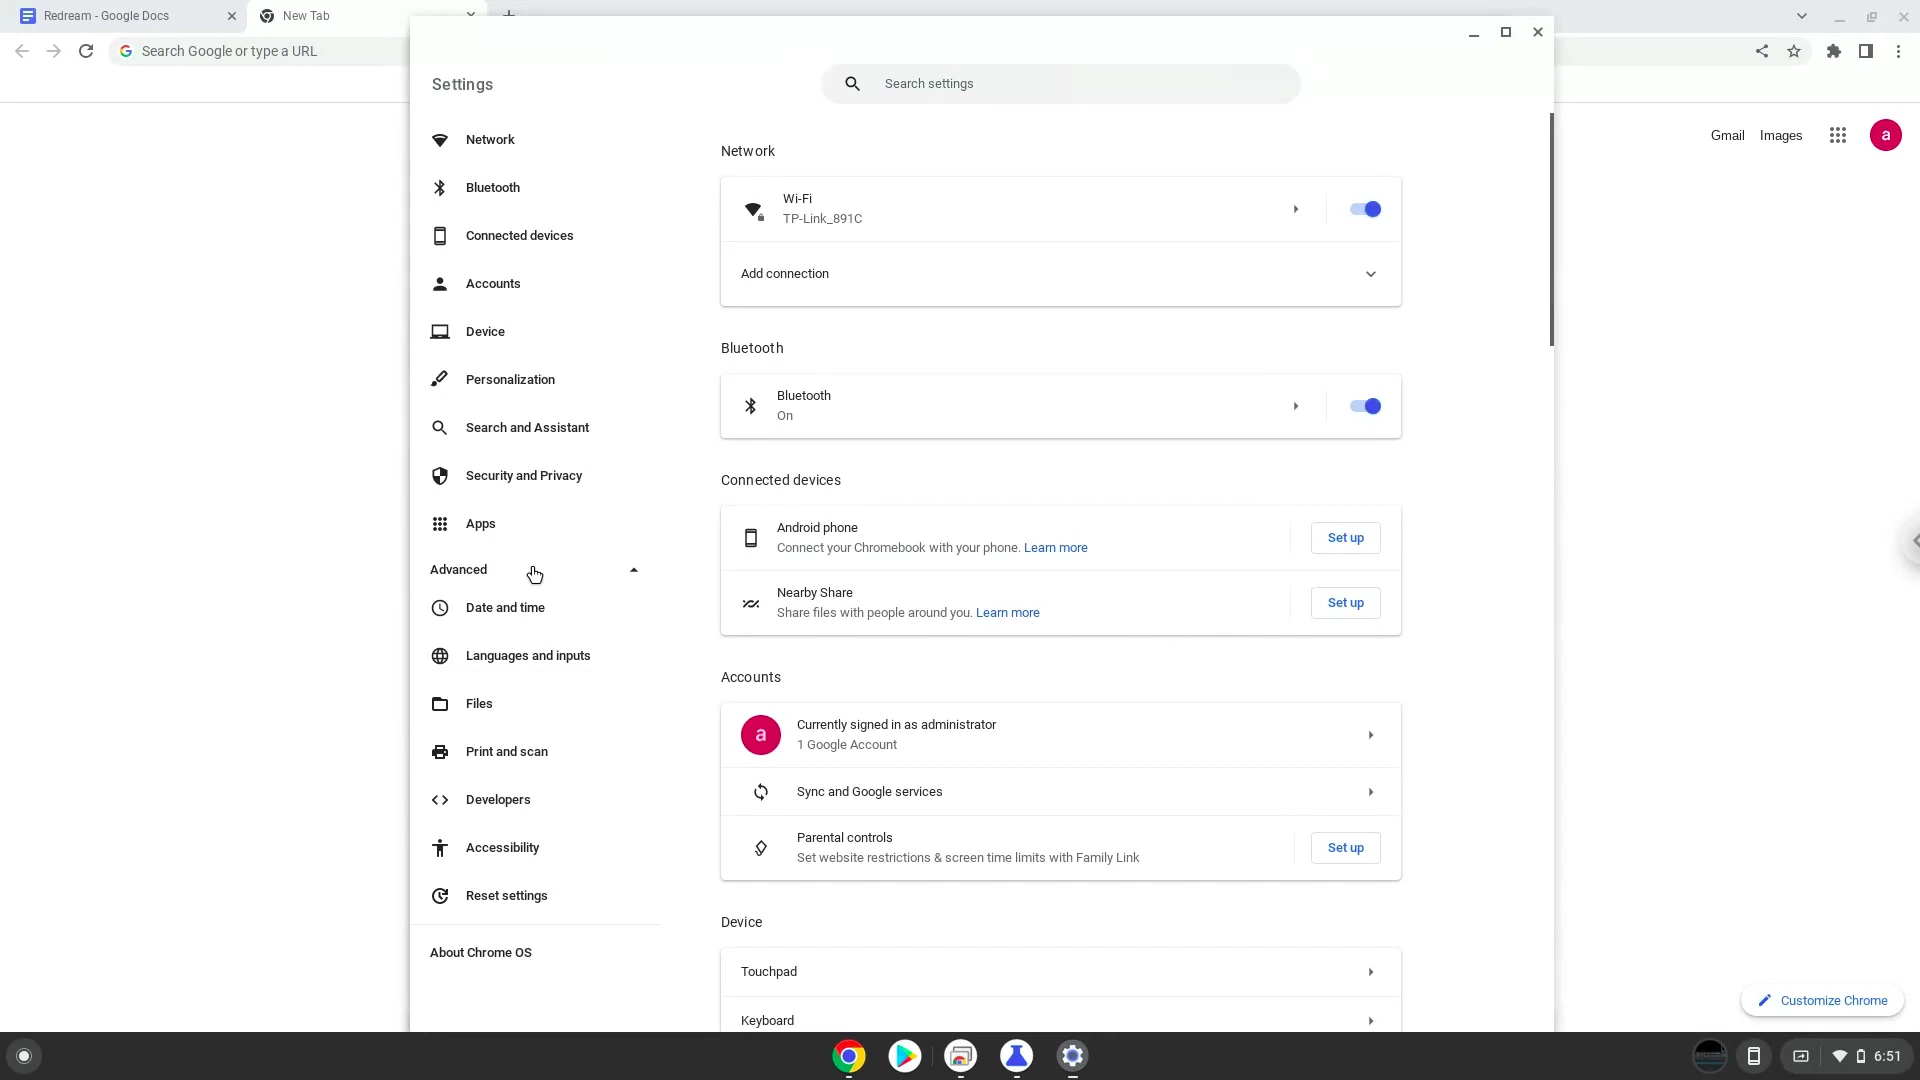 Redream - Google Docs
New Tab
Search Google or type a URL
Gmail
Images
a
Settings
Search settings
Network
Bluetooth
Connected devices
Accounts
Device
Personalization
Search and Assistant
Security and Privacy
Apps
Advanced
Date and time
Languages and inputs
Files
Print and scan
Developers
Accessibility
Reset settings
About Chrome OS
Network
Wi-Fi
TP-Link_891C
Add connection
Bluetooth
Bluetooth
On
Connected devices
Android phone
Connect your Chromebook with your phone. Learn more
Set up
Nearby Share
Share files with people around you. Learn more
Set up
Accounts
a
Currently signed in as administrator
1 Google Account
Sync and Google services
Parental controls
Set website restrictions & screen time limits with Family Link
Set up
Device
Touchpad
Keyboard
Customize Chrome
6:51